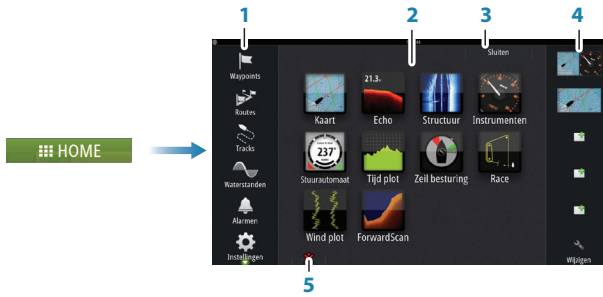 1
2
3
4
HOME
Sluiten
Waypoints
Routes
Tracks
Waterstanden
Alarmen
Instellingen
21.3
Kaart
Echo
Structuur
Instrumenten
237°
Stuurautomaat
Tijd plot
Zeil besturing
Race
Wind plot
ForwardScan
Wijzigen
5